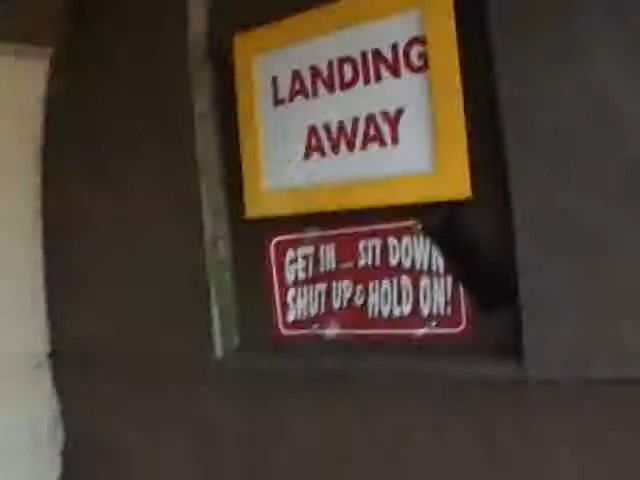 LANDING
AWAY
GET IN... SIT DOWN
SHUT UP & HOLD ON!